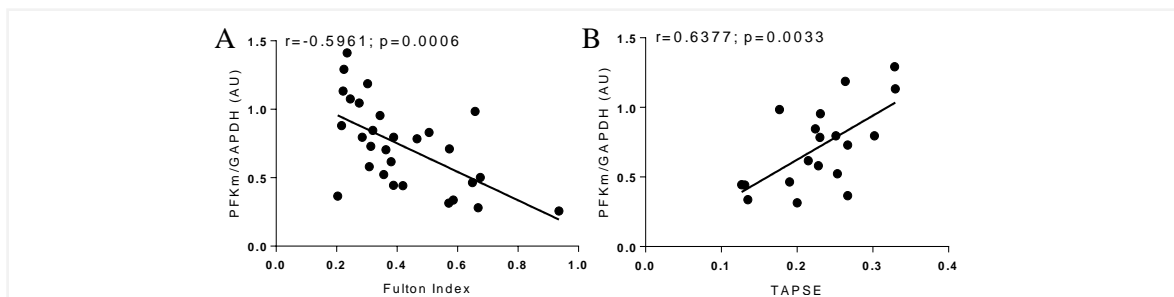 A
r=-0.5961; p=0.0006
PFKm/GAPDH (AU)
1.5
1.0
0.5
0.0
0.0 0.2 0.4 0.6 0.8 1.0
Fulton Index
B
r=0.6377; p=0.0033
PFKm/GAPDH (AU)
1.5
1.0
0.5
0.0
0.0 0.1 0.2 0.3 0.4
TAPSE